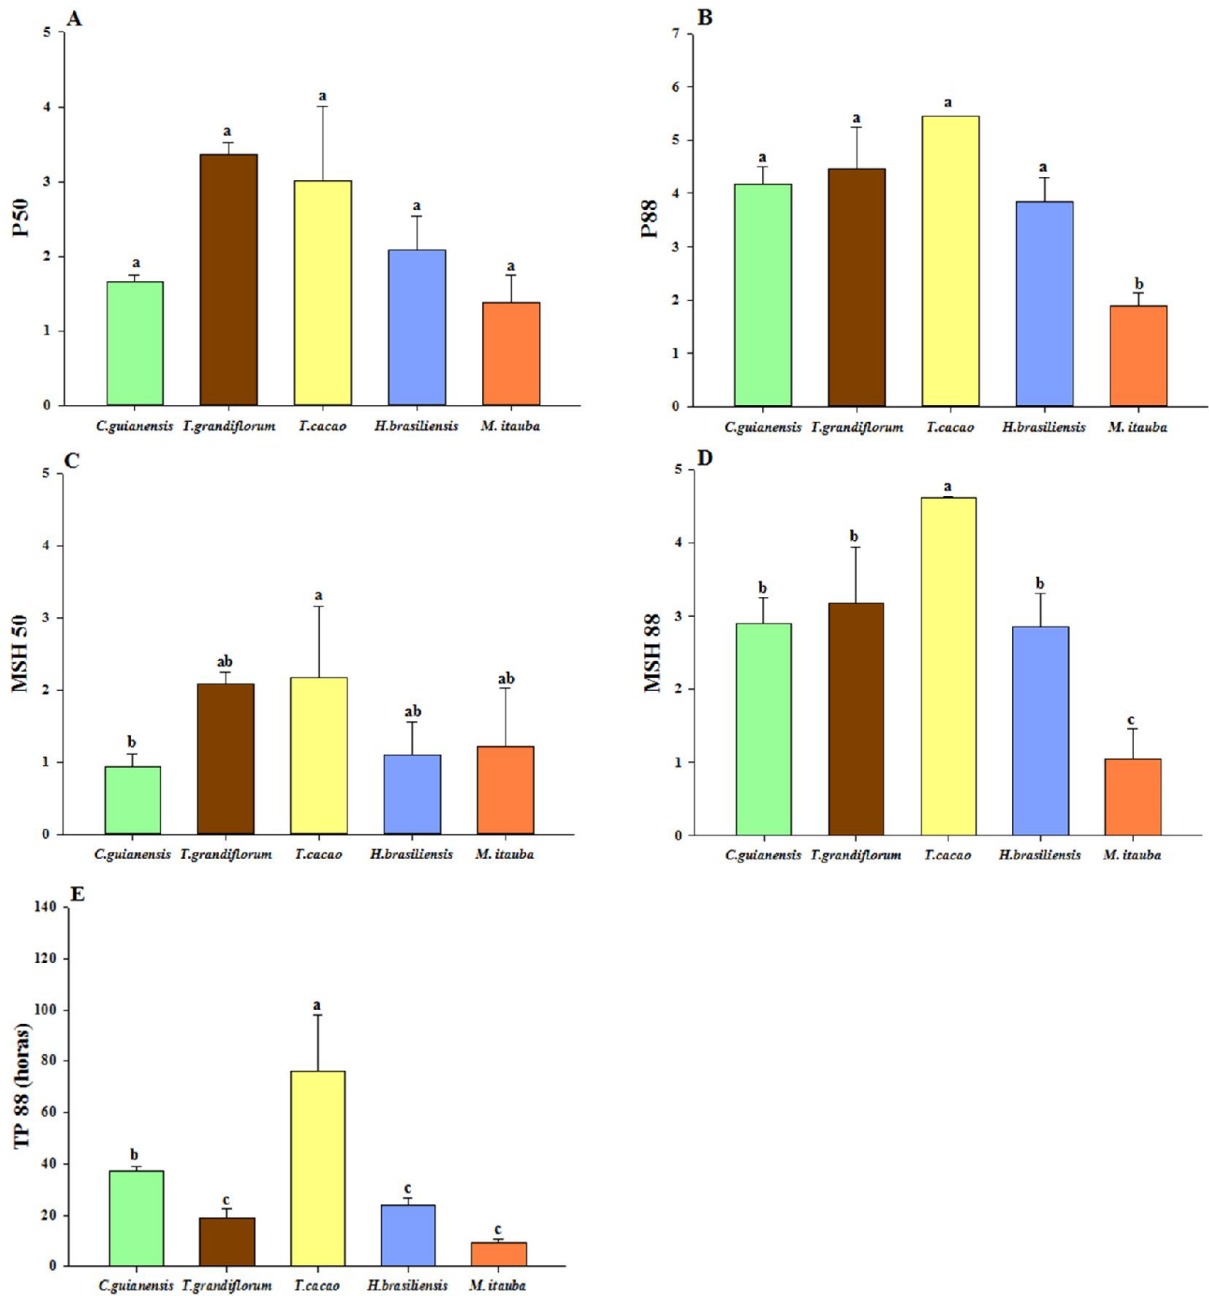 A
P50
5
4
3
2
1
0
a
a
a
a
a
C.guianensis T.grandiflorum T.cacao H.brasiliensis M. itauba
B
P88
7
6
5
4
3
2
1
0
a
a
a
a
b
C.guianensis T.grandiflorum T.cacao H.brasiliensis M. itauba
C
MSH 50
5
4
3
2
1
0
b
ab
a
ab
ab
C.guianensis T.grandiflorum T.cacao H.brasiliensis M. itauba
D
MSH 88
5
4
3
2
1
0
b
b
a
b
c
C.guianensis T.grandiflorum T.cacao H.brasiliensis M. itauba
E
TP 88 (horas)
140
120
100
80
60
40
20
0
b
c
a
c
c
C.guianensis T.grandiflorum T.cacao H.brasiliensis M. itauba